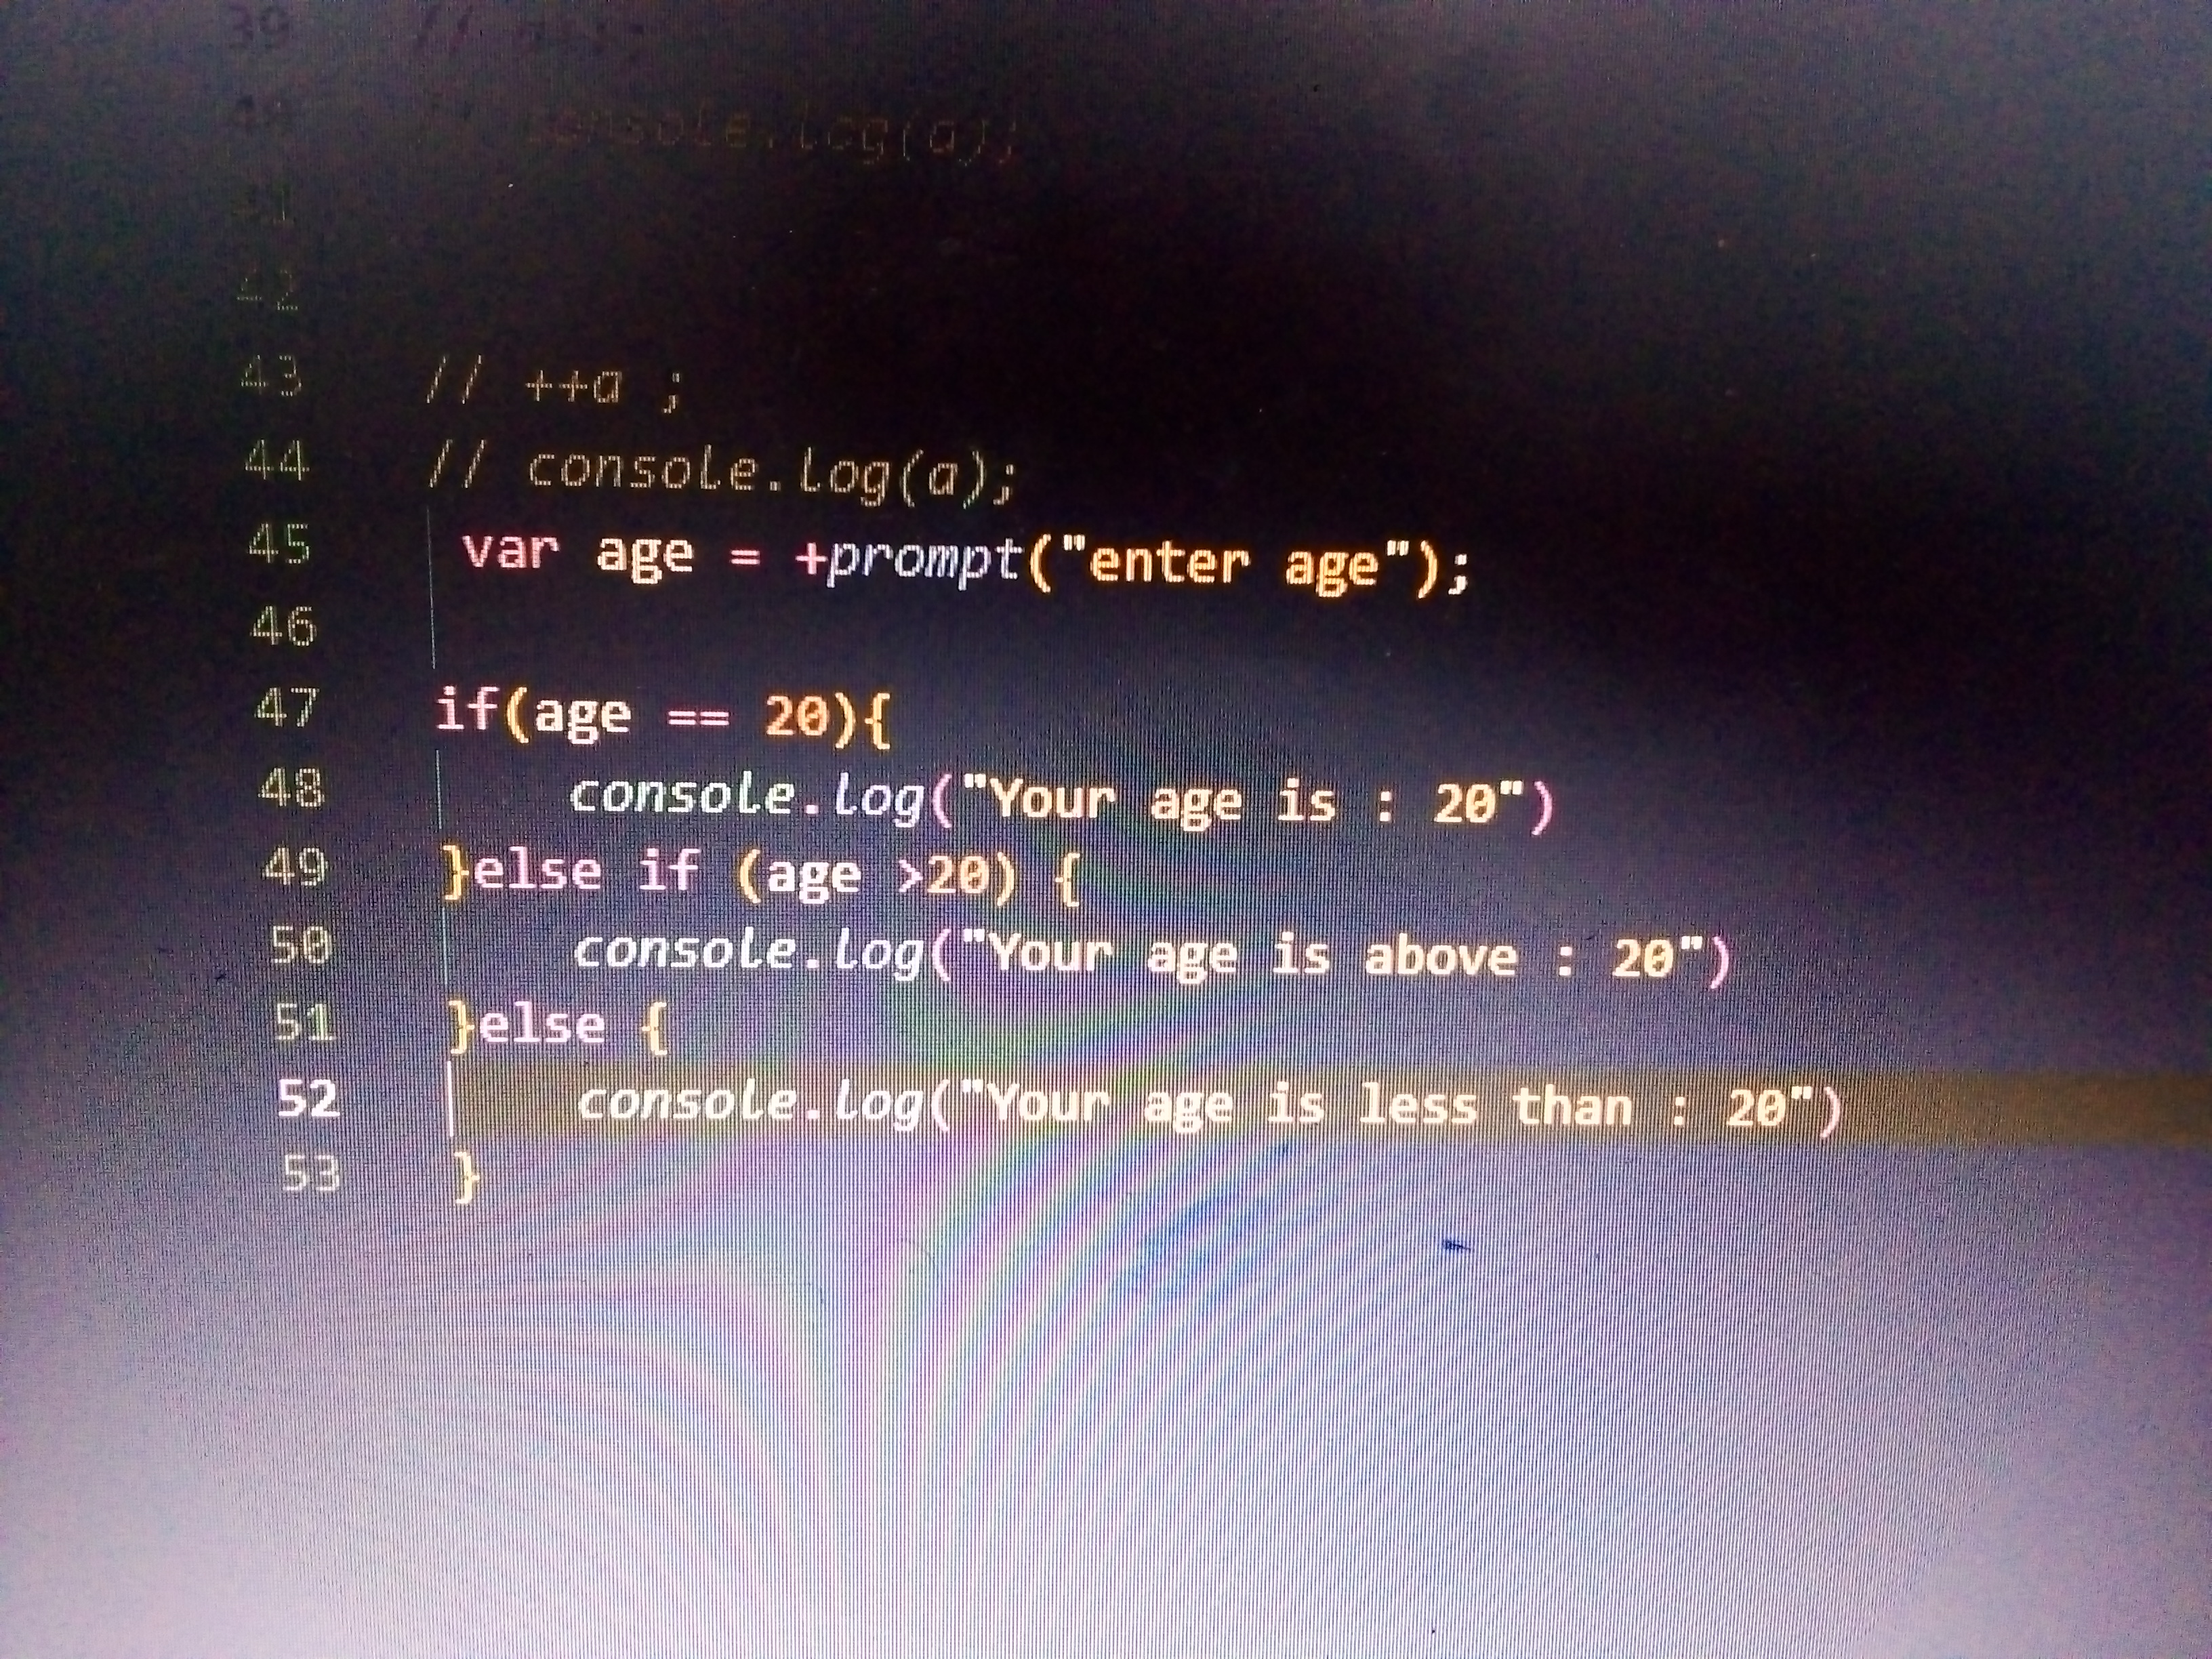 39 //
40 console.log(a);
41
42
43 // ++a ;
44 // console.log(a);
45 var age = +prompt("enter age");
46
47 if(age == 20){
48 console.log("Your age is : 20")
49 }else if (age >20) {
50 console.log("Your age is above : 20")
51 }else {
52 console.log("Your age is less than : 20")
53 }